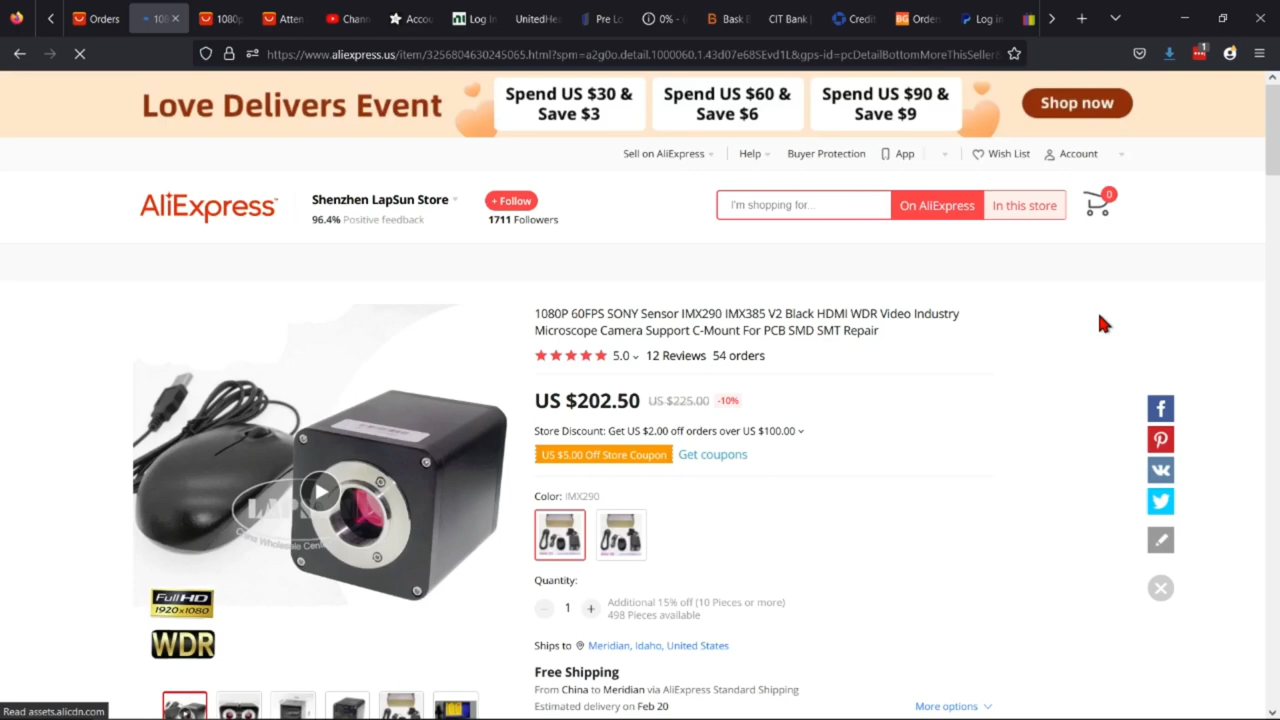 Orders
108
1080p
Atten
Chann
Accou
Log In
UnitedHea
Pre Lo
0% -
Bask E
CIT Bank
Credit
Order
Log in
https://www.aliexpress.us/item/3256804630245065.html?spm=a2g0o.detail.1000060.1.43d07e68SEvd1L&gps-id=pcDetailBottomMoreThisSeller&
1
Love Delivers Event
Spend US $30 &
Save $3
Spend US $60 &
Save $6
Spend US $90 &
Save $9
Shop now
Sell on AliExpress
Help
Buyer Protection
App
Wish List
Account
AliExpress
Shenzhen LapSun Store
96.4% Positive feedback
+ Follow
1711 Followers
I'm shopping for...
On AliExpress
In this store
0
1080P 60FPS SONY Sensor IMX290 IMX385 V2 Black HDMI WDR Video Industry
Microscope Camera Support C-Mount For PCB SMD SMT Repair
5.0 12 Reviews 54 orders
US $202.50 US $225.00 -10%
Store Discount: Get US $2.00 off orders over US $100.00
US $5.00 Off Store Coupon Get coupons
Color: IMX290
Quantity:
1
Additional 15% off (10 Pieces or more)
498 Pieces available
Ships to Meridian, Idaho, United States
Free Shipping
From China to Meridian via AliExpress Standard Shipping
Estimated delivery on Feb 20
More options
China Wholesale Cen
Full HD
1920x1080
WDR
Read assets.alicdn.com